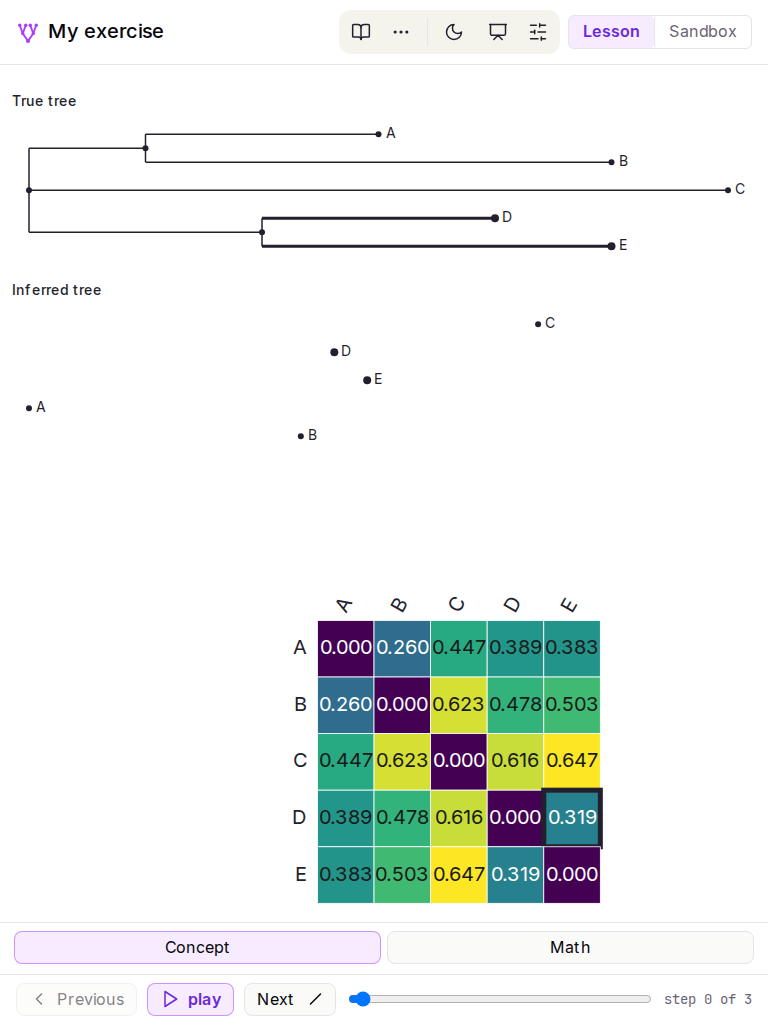 My exercise
Lesson Sandbox
True tree
A
B
C
D
E
Inferred tree
C
D
E
A
B
A B C D E
A 0.000 0.260 0.447 0.389 0.383
B 0.260 0.000 0.623 0.478 0.503
C 0.447 0.623 0.000 0.616 0.647
D 0.389 0.478 0.616 0.000 0.319
E 0.383 0.503 0.647 0.319 0.000
Concept Math
Previous play Next step 0 of 3